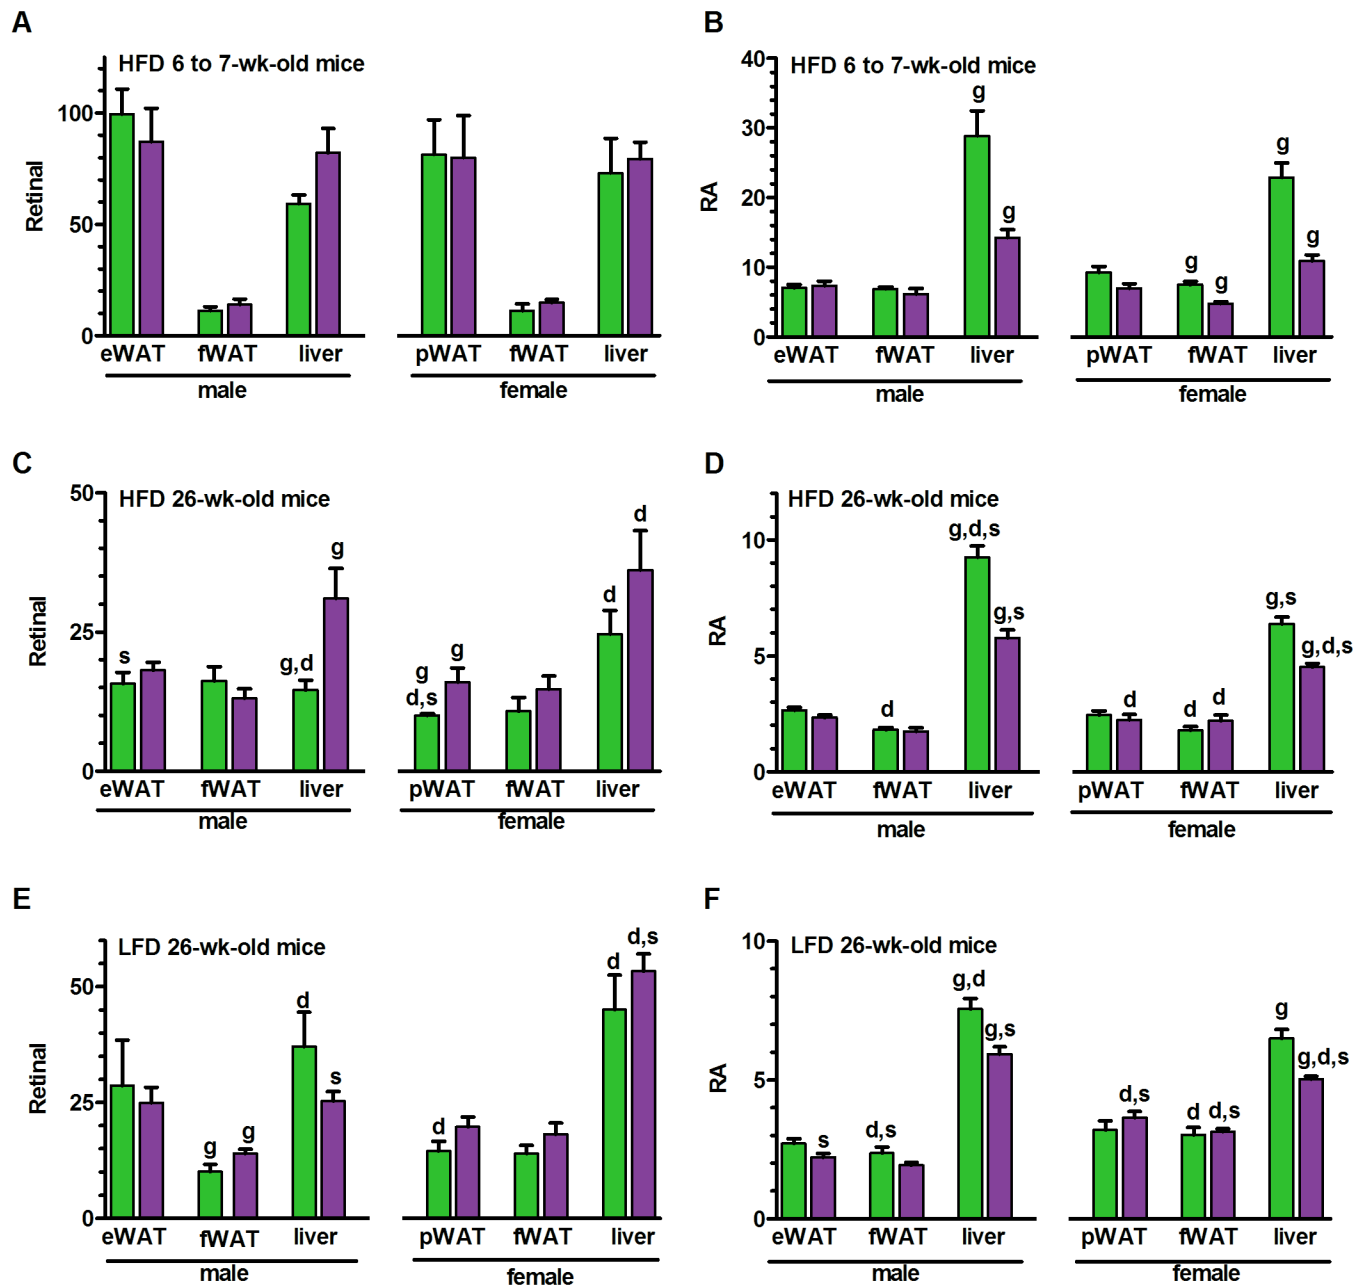 A
HFD 6 to 7-wk-old mice
Retinal
100
50
0
eWAT fWAT liver pWAT fWAT liver
male female
B
HFD 6 to 7-wk-old mice
RA
40
30
20
10
0
g g g g g g
eWAT fWAT liver pWAT fWAT liver
male female
C
HFD 26-wk-old mice
Retinal
50
25
0
s g,d g g d,s g d d
eWAT fWAT liver pWAT fWAT liver
male female
D
HFD 26-wk-old mice
RA
10
5
0
d g,d,s g,s d d d g,s g,d,s
eWAT fWAT liver pWAT fWAT liver
male female
E
LFD 26-wk-old mice
Retinal
50
25
0
g g d s d d d,s
eWAT fWAT liver pWAT fWAT liver
male female
F
LFD 26-wk-old mice
RA
10
5
0
s d,s g,d g,s d,s d d,s g g,d,s
eWAT fWAT liver pWAT fWAT liver
male female